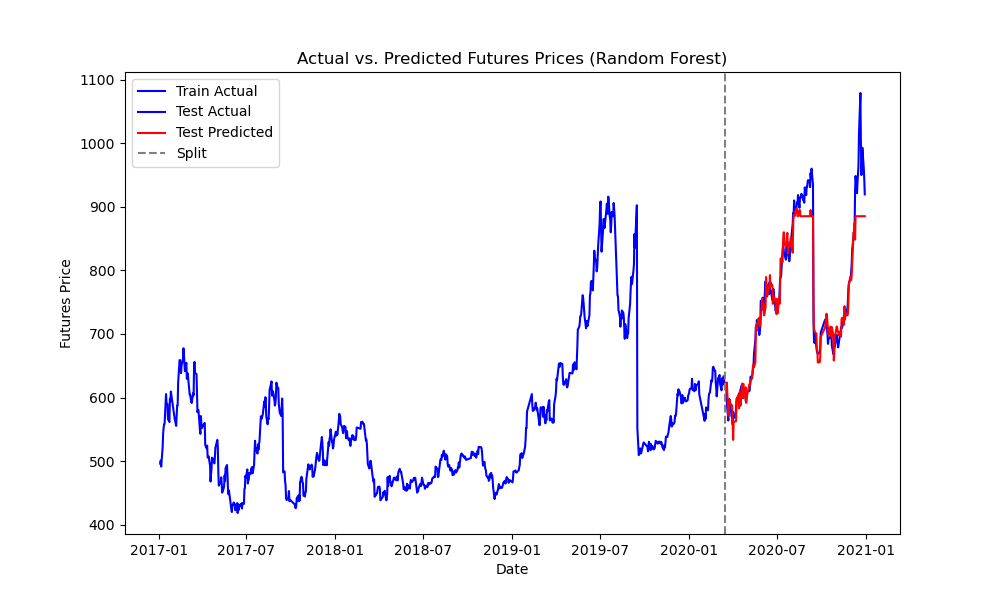 Actual vs. Predicted Futures Prices (Random Forest)
Train Actual
Test Actual
Test Predicted
Split
1100
1000
900
800
700
600
500
400
Futures Price
2017-01 2017-07 2018-01 2018-07 2019-01 2019-07 2020-01 2020-07 2021-01
Date